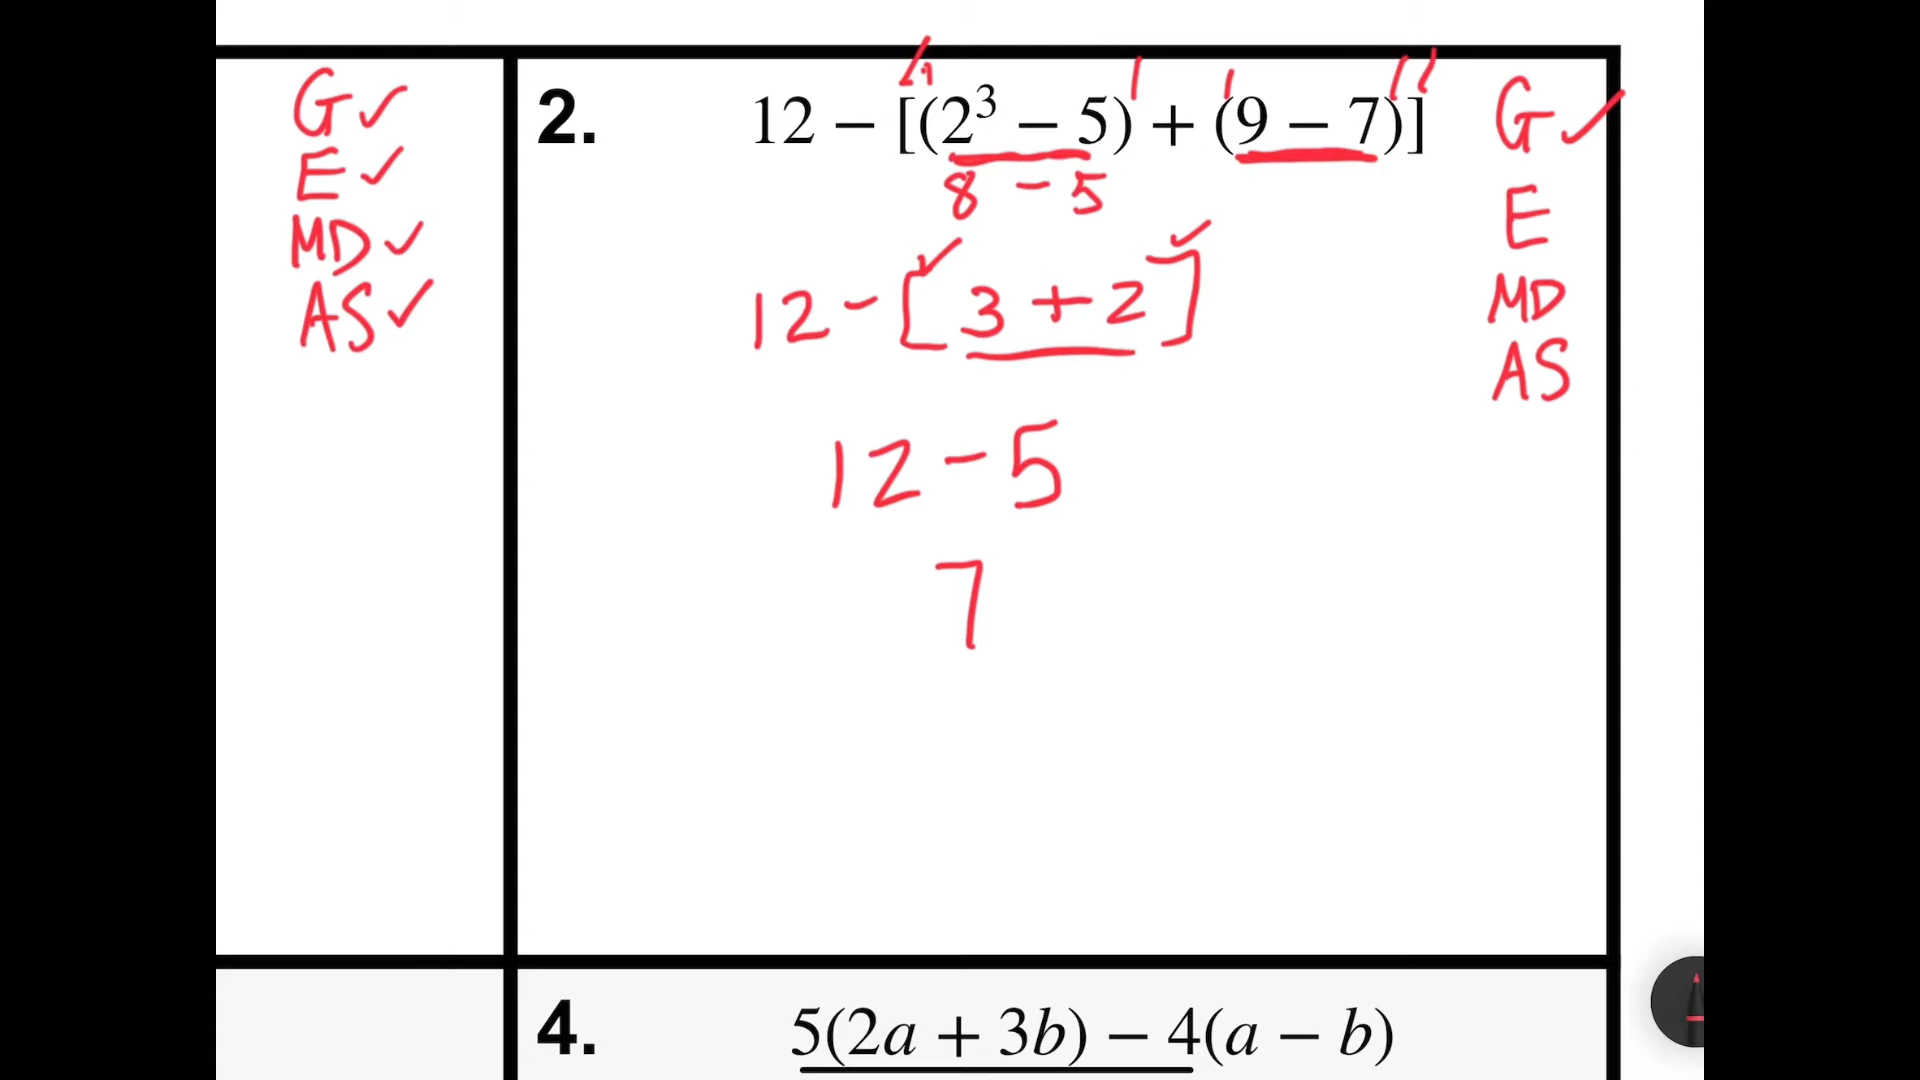 G✓
E✓
MD✓
AS✓
2. 12 − [(2³ − 5) + (9 − 7)]
8 − 5
12 − [3 + 2]
12 − 5
7
G✓
E
MD
AS
4. 5(2a + 3b) − 4(a − b)